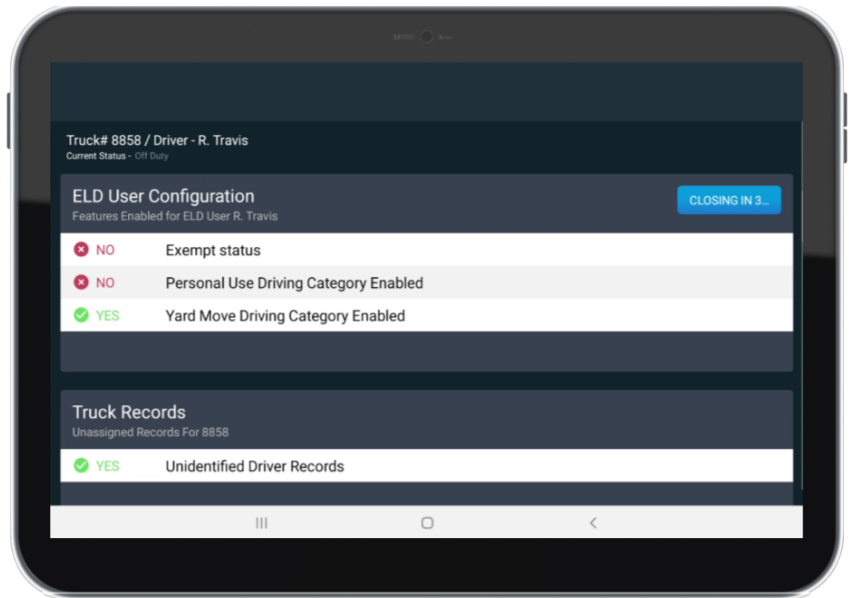 Truck# 8858 / Driver - R. Travis
Current Status - Off Duty
ELD User Configuration
Features Enabled for ELD User R. Travis
CLOSING IN 3...
NO Exempt status
NO Personal Use Driving Category Enabled
YES Yard Move Driving Category Enabled
Truck Records
Unassigned Records For 8858
YES Unidentified Driver Records